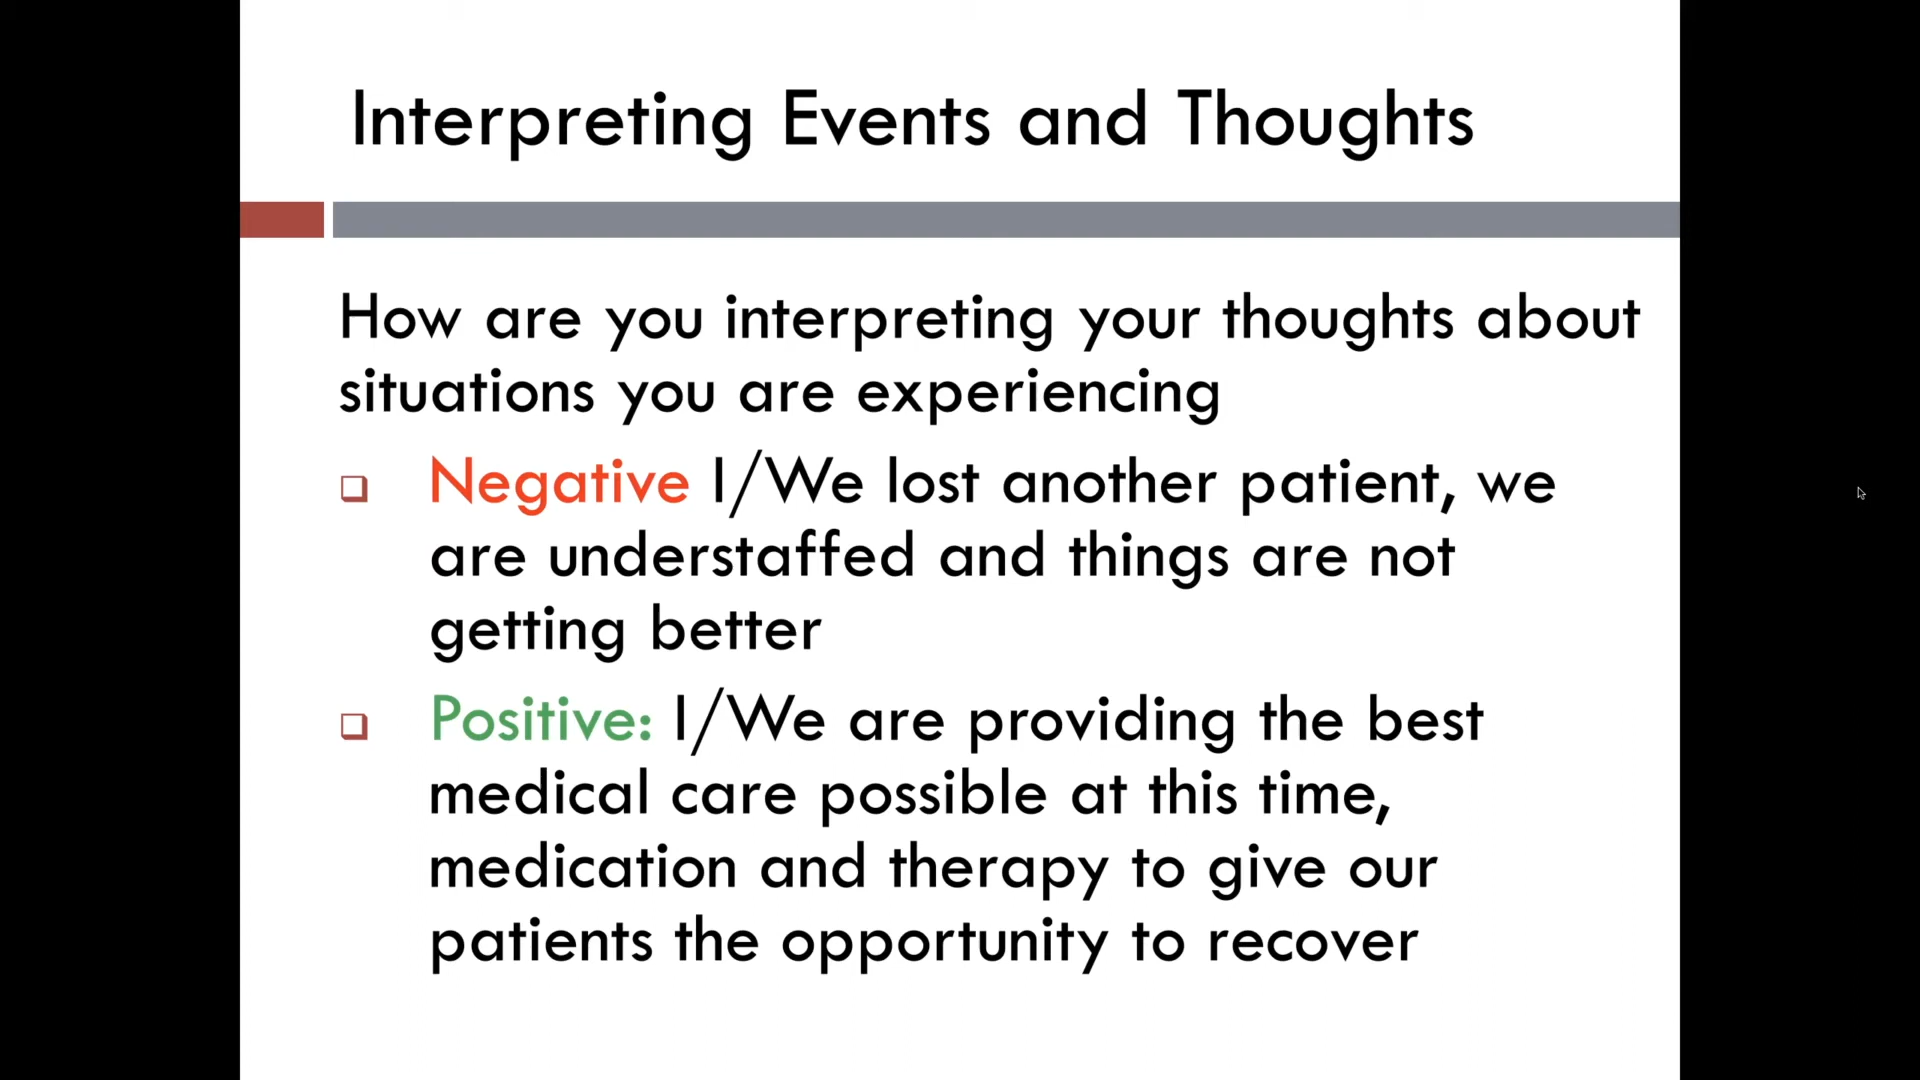 Interpreting Events and Thoughts
How are you interpreting your thoughts about
situations you are experiencing
Negative I/We lost another patient, we
are understaffed and things are not
getting better
Positive: I/We are providing the best
medical care possible at this time,
medication and therapy to give our
patients the opportunity to recover